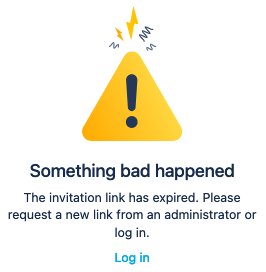 Something bad happened
The invitation link has expired. Please
request a new link from an administrator or
log in.
Log in